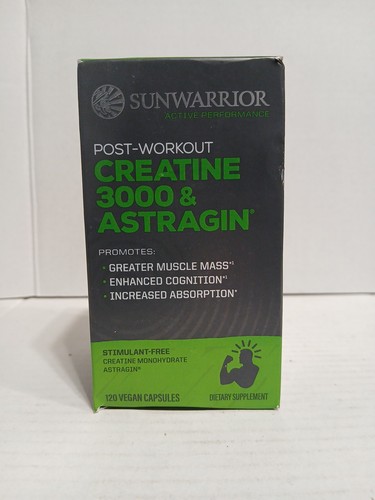 SUNWARRIOR
ACTIVE PERFORMANCE
POST-WORKOUT
CREATINE
3000 &
ASTRAGIN®
PROMOTES:
• GREATER MUSCLE MASS*‡
• ENHANCED COGNITION*‡
• INCREASED ABSORPTION*
STIMULANT-FREE
CREATINE MONOHYDRATE
ASTRAGIN®
120 VEGAN CAPSULES
DIETARY SUPPLEMENT